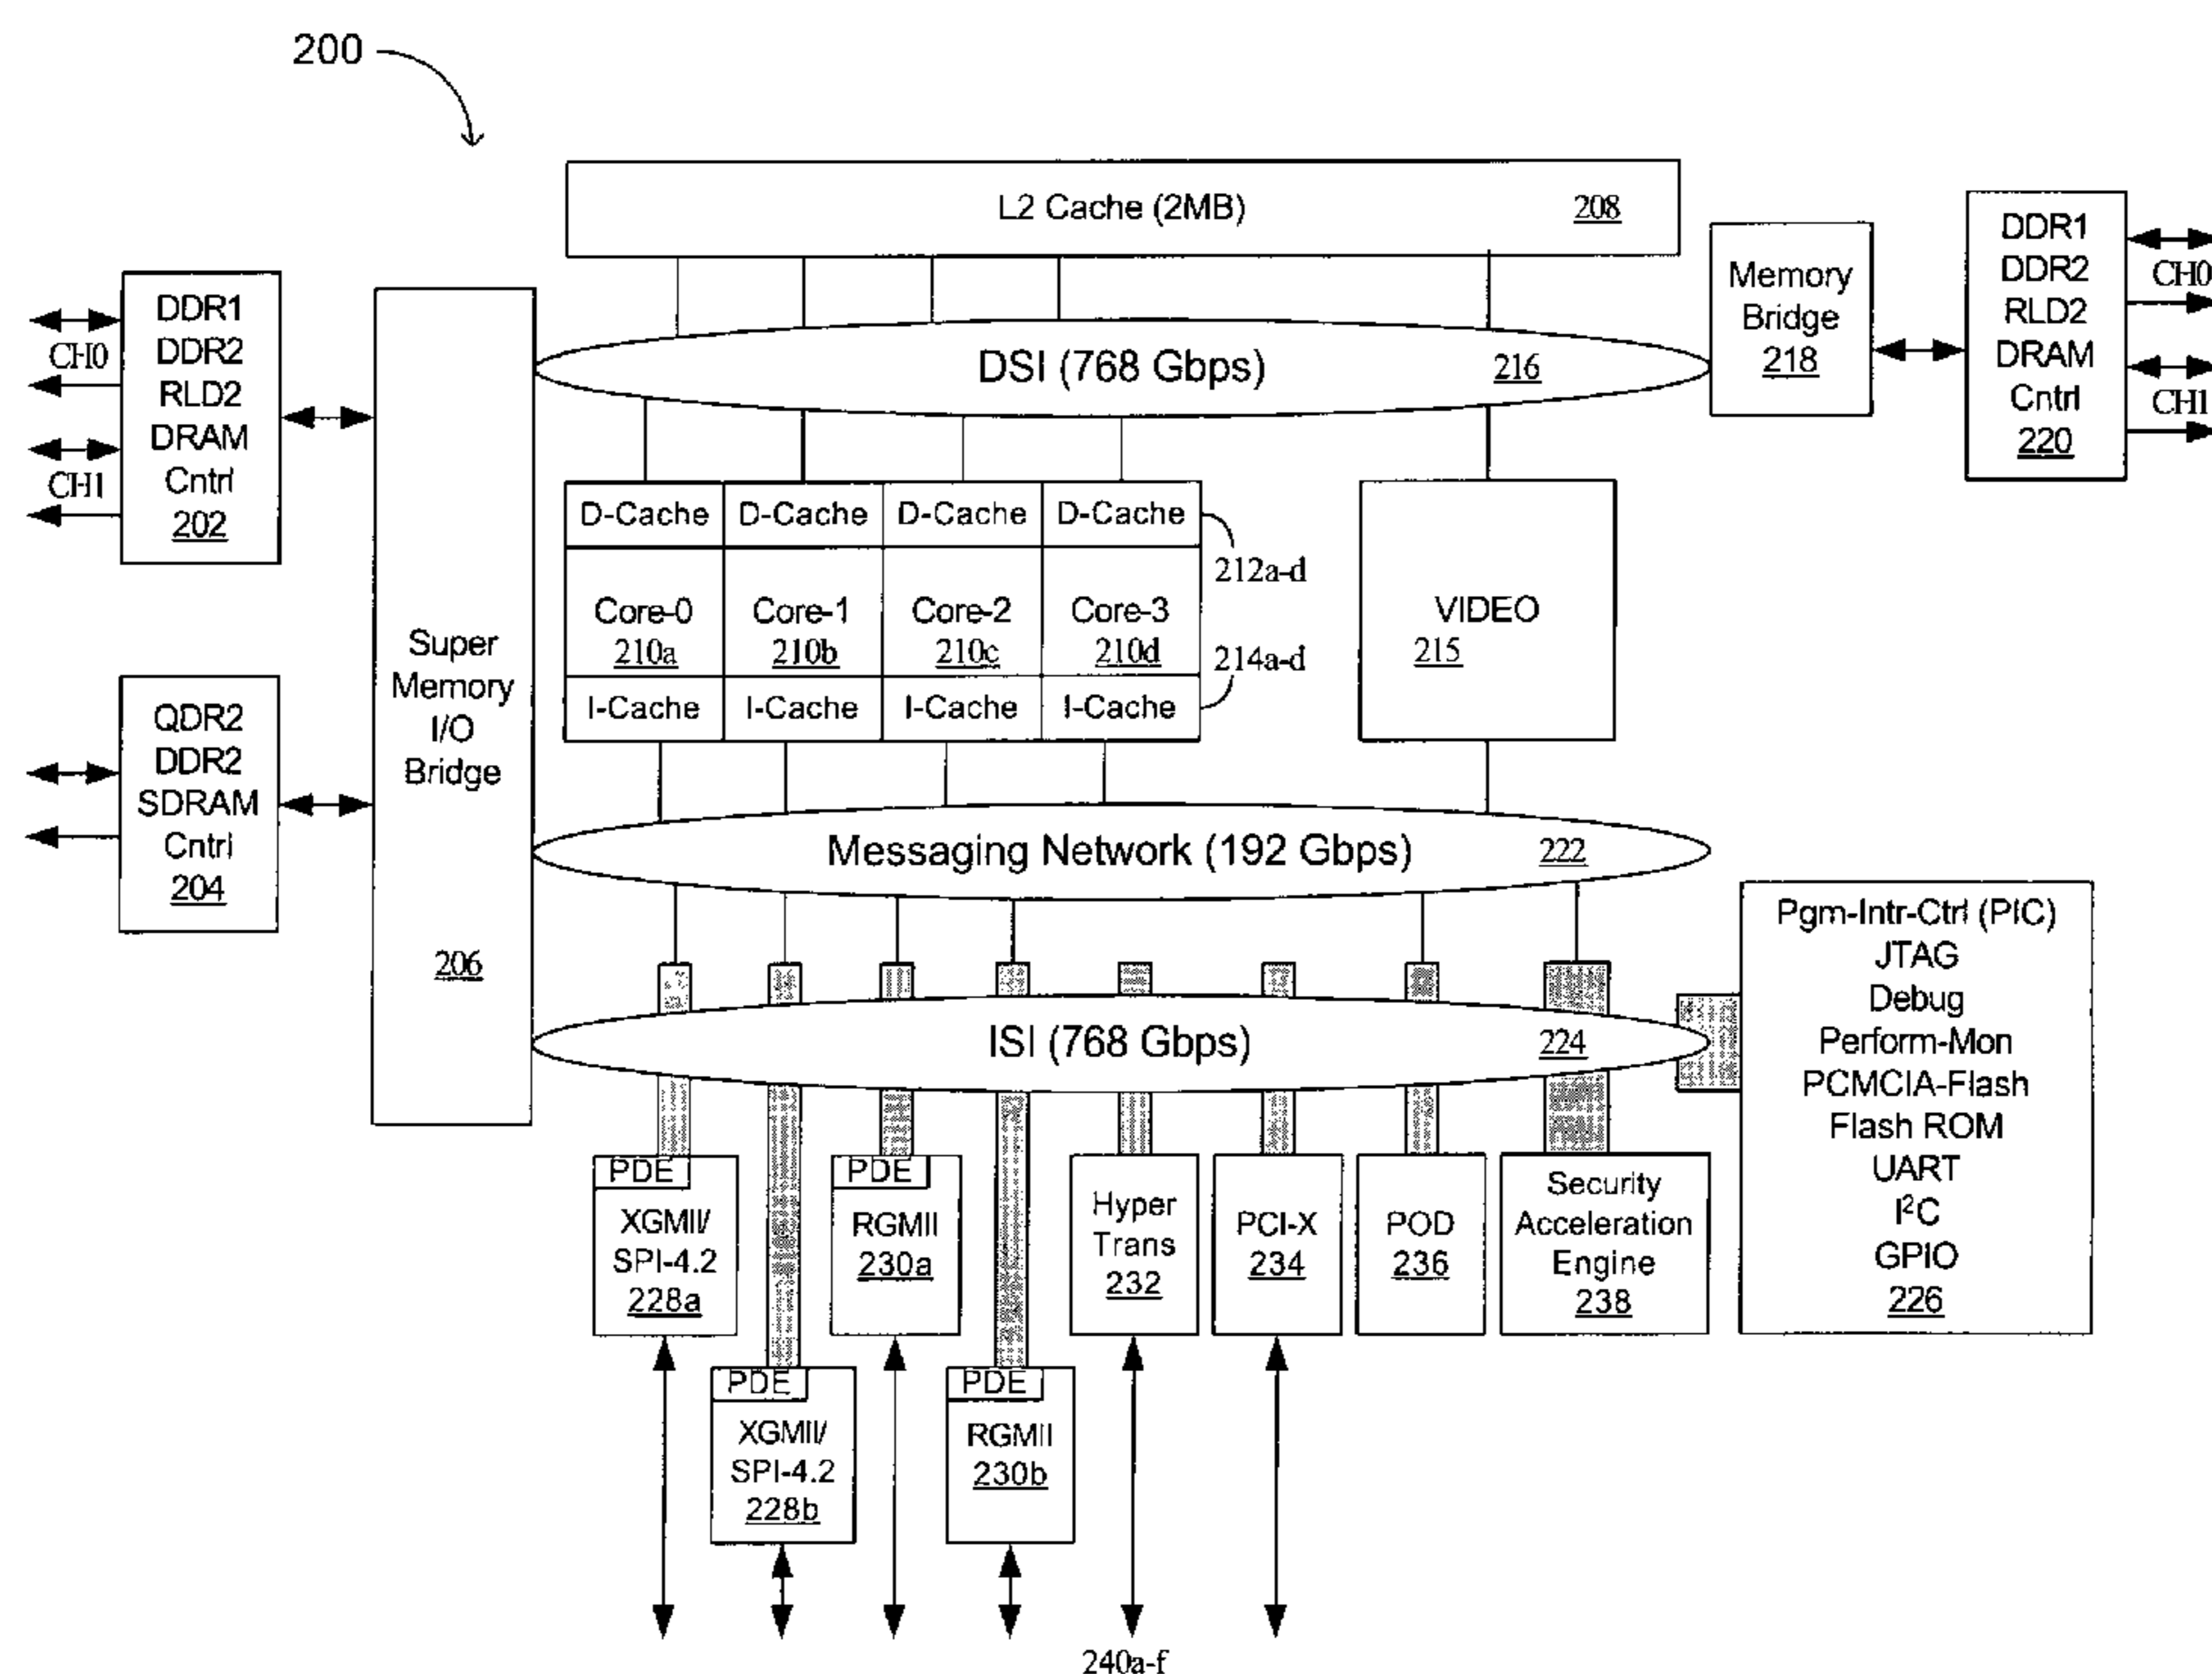 200
L2 Cache (2MB)
208
DDR1
DDR2
RLD2
DRAM
Cntrl
202
CH0
CH1
QDR2
DDR2
SDRAM
Cntrl
204
Super
Memory
I/O
Bridge
206
DSI (768 Gbps)
216
Memory
Bridge
218
DDR1
DDR2
RLD2
DRAM
Cntrl
220
CH0
CH1
D-Cache D-Cache D-Cache D-Cache
212a-d
Core-0 Core-1 Core-2 Core-3
210a 210b 210c 210d
214a-d
I-Cache I-Cache I-Cache I-Cache
VIDEO
215
Messaging Network (192 Gbps)
222
ISI (768 Gbps)
224
Pgm-Intr-Ctrl (PIC)
JTAG
Debug
Perform-Mon
PCMCIA-Flash
Flash ROM
UART
I²C
GPIO
226
PDE
XGMII/
SPI-4.2
228a
PDE
XGMII/
SPI-4.2
228b
PDE
RGMII
230a
PDE
RGMII
230b
Hyper
Trans
232
PCI-X
234
POD
236
Security
Acceleration
Engine
238
240a-f